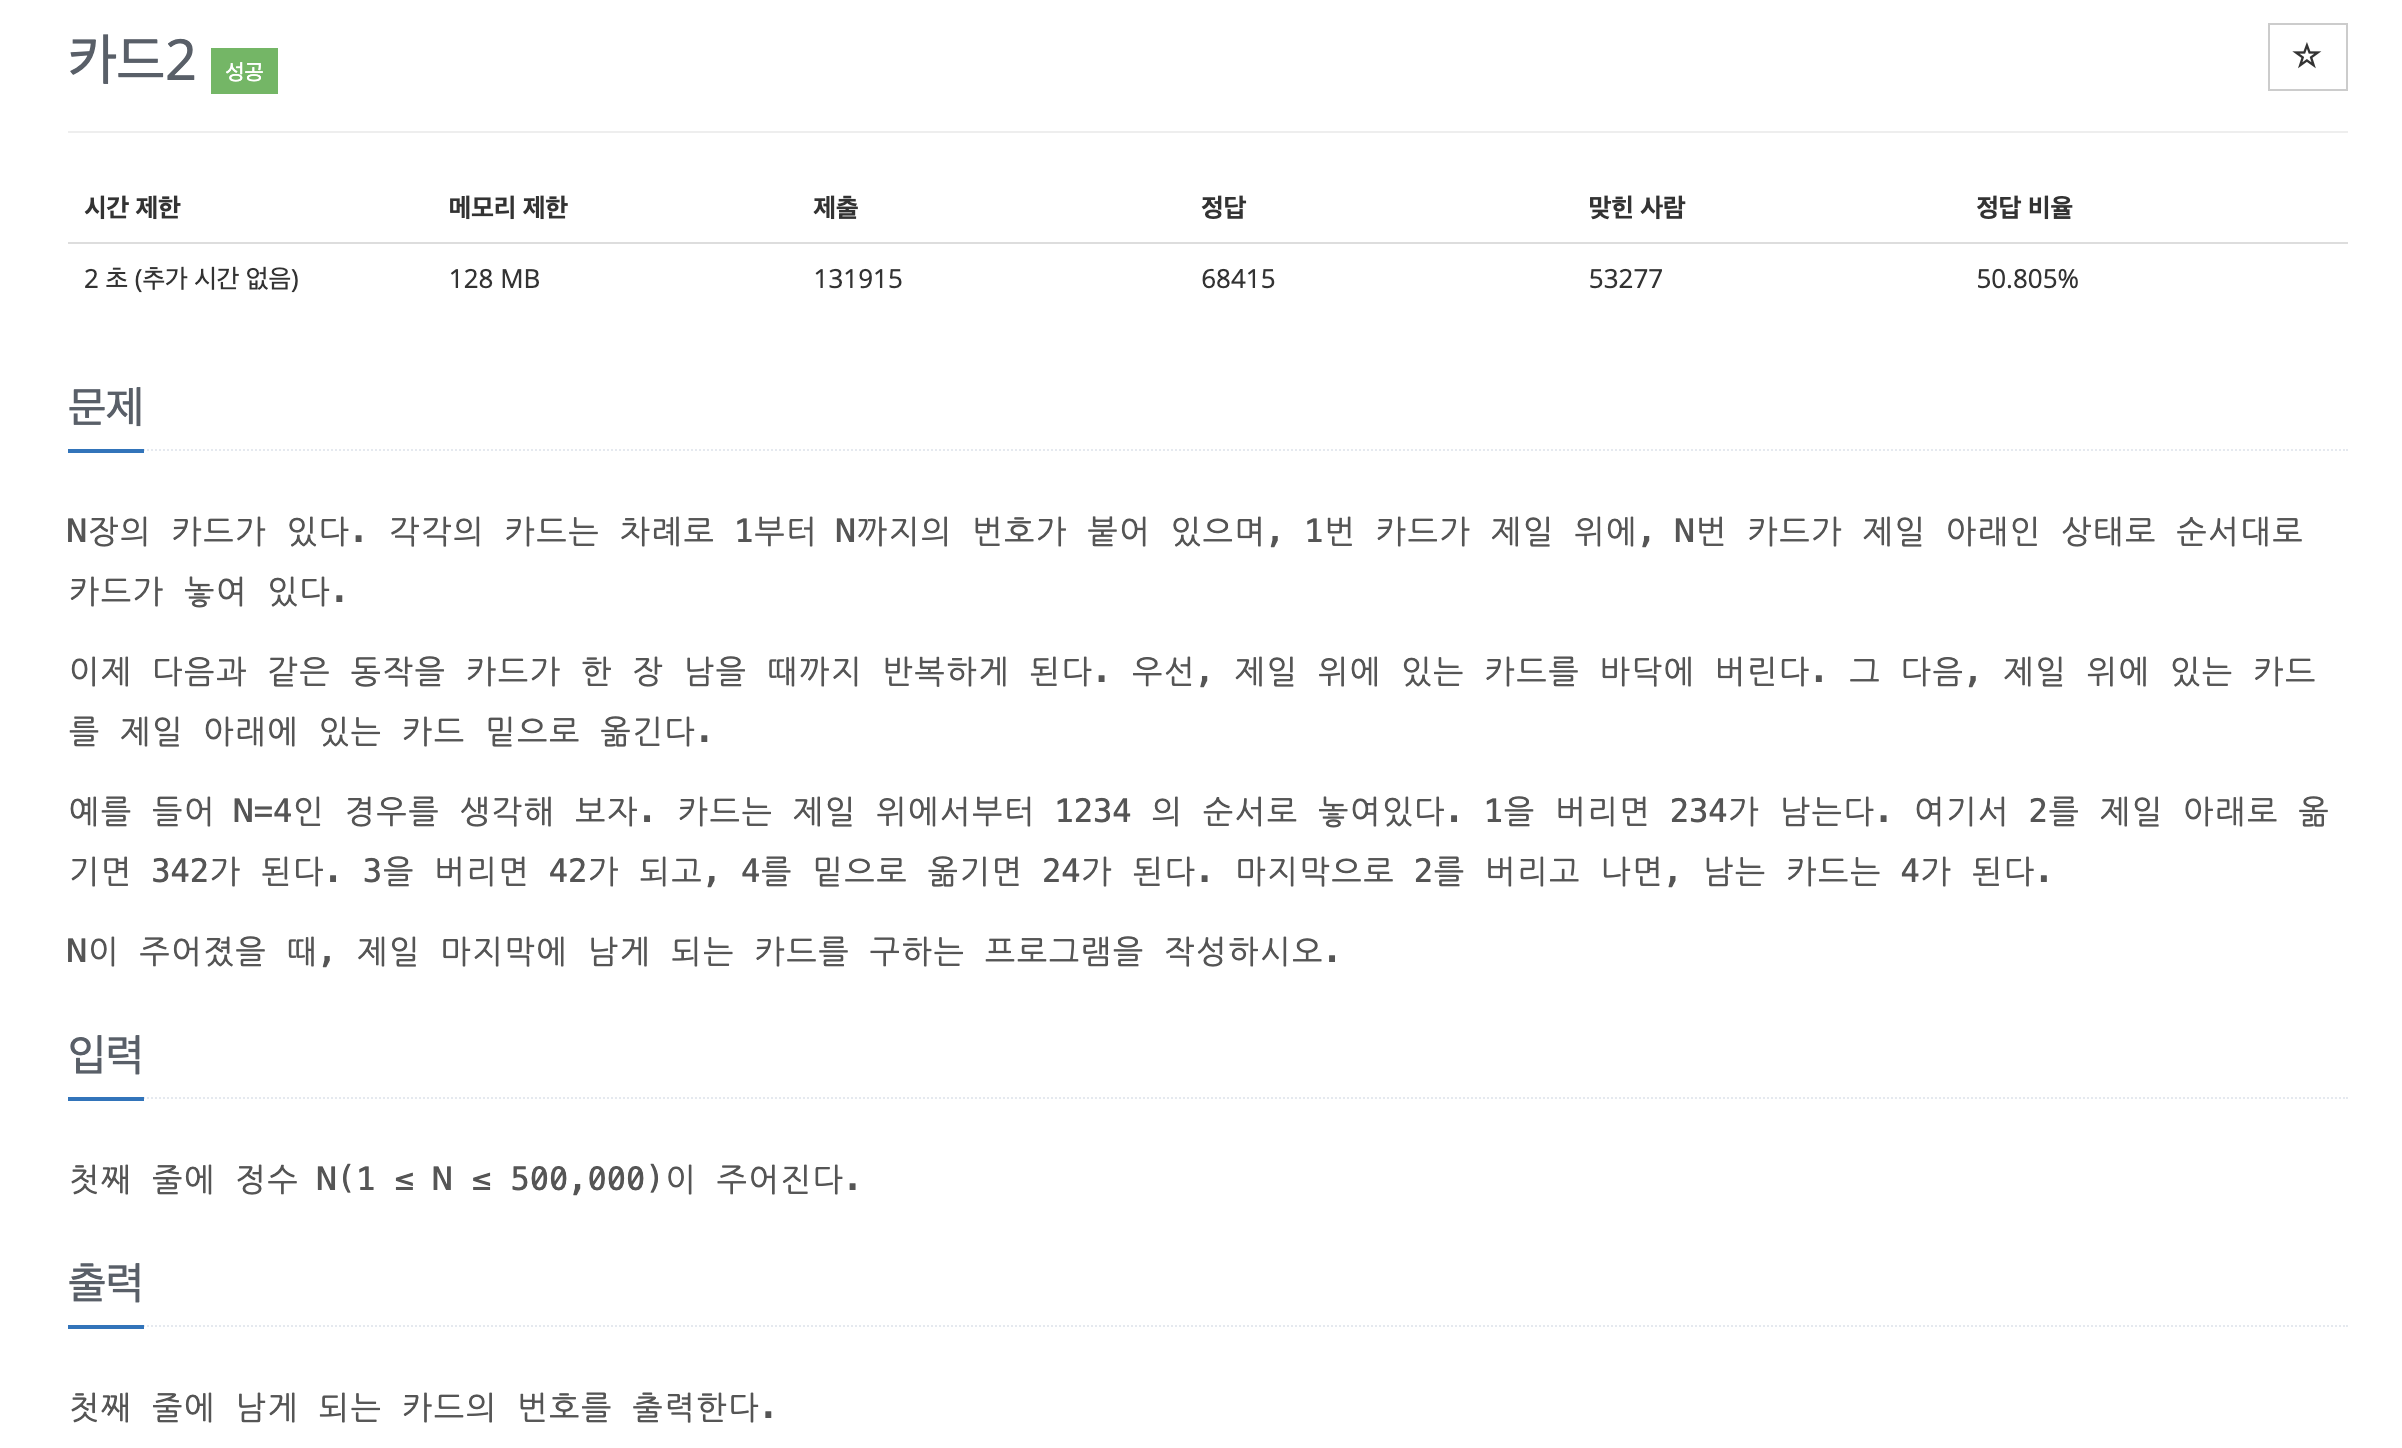 카드2 성공
☆
시간 제한 메모리 제한 제출 정답 맞힌 사람 정답 비율
2 초 (추가 시간 없음) 128 MB 131915 68415 53277 50.805%
문제
N장의 카드가 있다. 각각의 카드는 차례로 1부터 N까지의 번호가 붙어 있으며, 1번 카드가 제일 위에, N번 카드가 제일 아래인 상태로 순서대로
카드가 놓여 있다.
이제 다음과 같은 동작을 카드가 한 장 남을 때까지 반복하게 된다. 우선, 제일 위에 있는 카드를 바닥에 버린다. 그 다음, 제일 위에 있는 카드
를 제일 아래에 있는 카드 밑으로 옮긴다.
예를 들어 N=4인 경우를 생각해 보자. 카드는 제일 위에서부터 1234 의 순서로 놓여있다. 1을 버리면 234가 남는다. 여기서 2를 제일 아래로 옮
기면 342가 된다. 3을 버리면 42가 되고, 4를 밑으로 옮기면 24가 된다. 마지막으로 2를 버리고 나면, 남는 카드는 4가 된다.
N이 주어졌을 때, 제일 마지막에 남게 되는 카드를 구하는 프로그램을 작성하시오.
입력
첫째 줄에 정수 N(1 ≤ N ≤ 500,000)이 주어진다.
출력
첫째 줄에 남게 되는 카드의 번호를 출력한다.